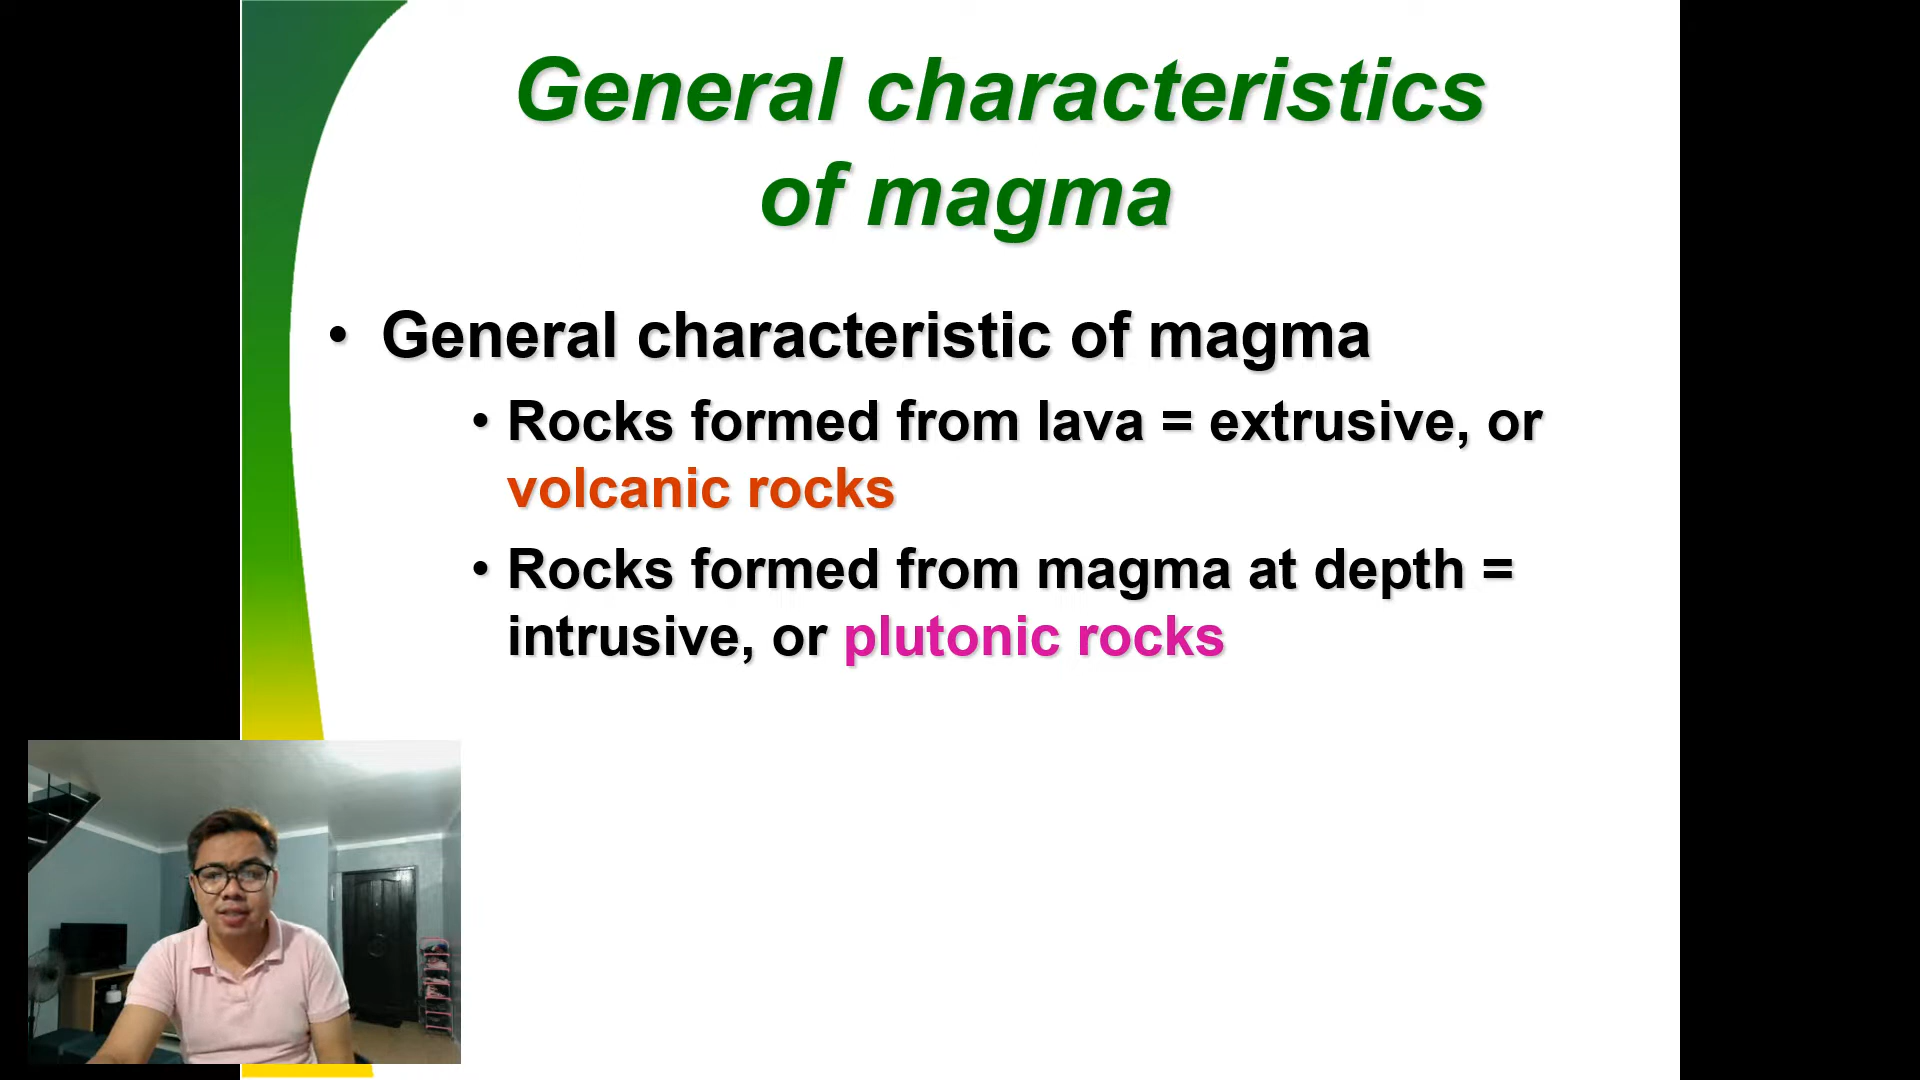 General characteristics
of magma
• General characteristic of magma
• Rocks formed from lava = extrusive, or
volcanic rocks
• Rocks formed from magma at depth =
intrusive, or plutonic rocks